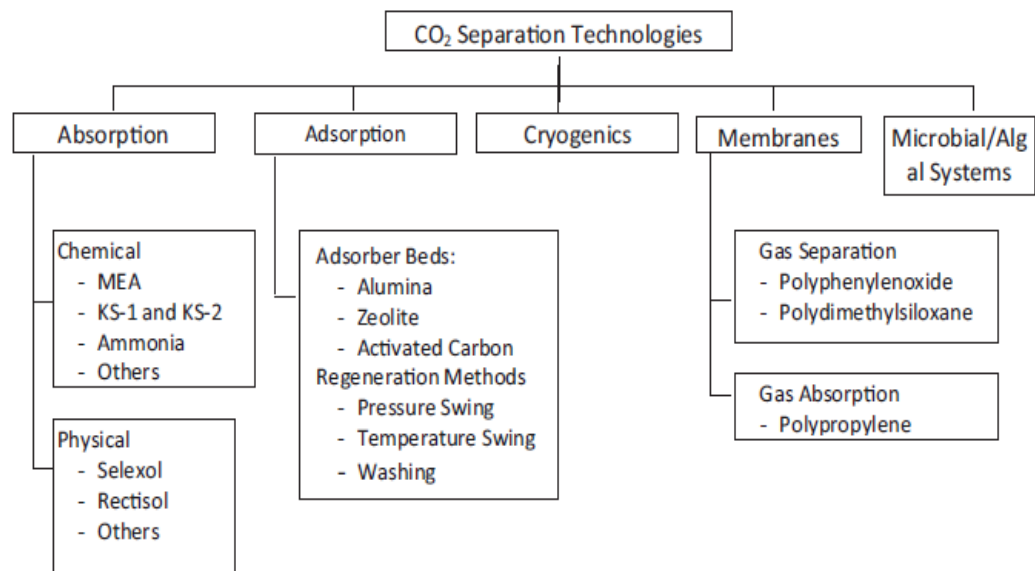 CO₂ Separation Technologies
Absorption
Adsorption
Cryogenics
Membranes
Microbial/Alg
al Systems
Chemical
- MEA
- KS-1 and KS-2
- Ammonia
- Others
Physical
- Selexol
- Rectisol
- Others
Adsorber Beds:
- Alumina
- Zeolite
- Activated Carbon
Regeneration Methods
- Pressure Swing
- Temperature Swing
- Washing
Gas Separation
- Polyphenylenoxide
- Polydimethylsiloxane
Gas Absorption
- Polypropylene